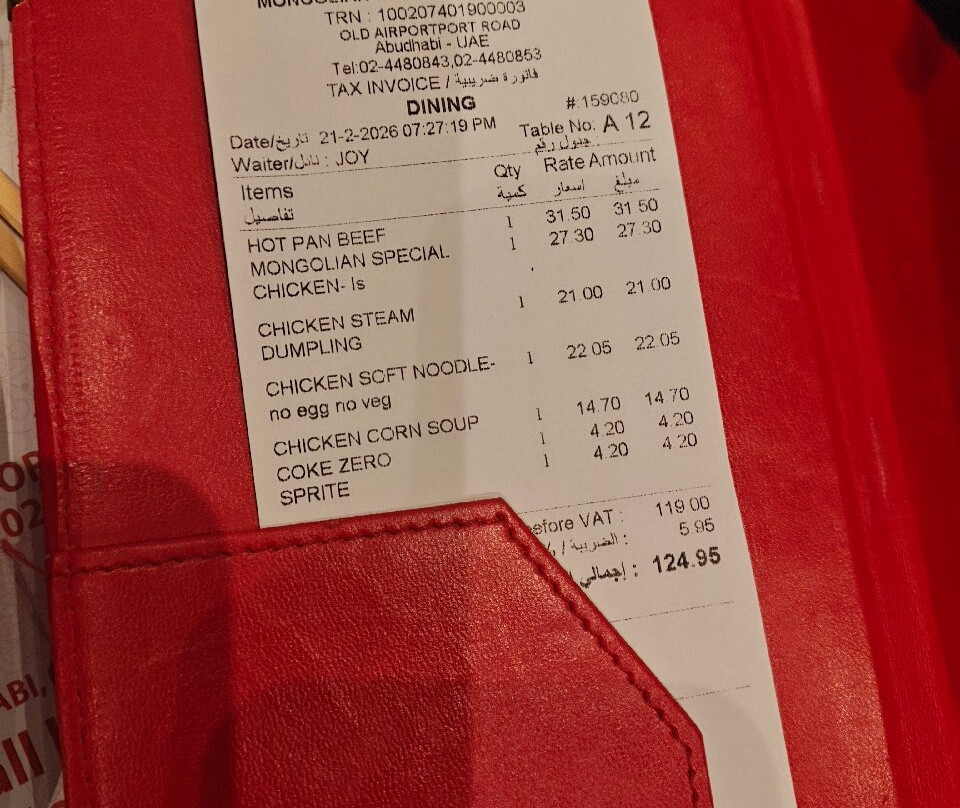 TRN : 100207401900003
OLD AIRPORTPORT ROAD
Abudhabi - UAE
Tel:02-4480843,02-4480853
TAX INVOICE / فاتورة ضريبية
DINING
#:159080
Date/تاريخ 21-2-2026 07:27:19 PM
Table No: A 12
جدول رقم :
Waiter/نادل : JOY
Items Qty Rate Amount
تفاصيل كمية اسعار مبلغ
HOT PAN BEEF 1 31.50 31.50
MONGOLIAN SPECIAL 1 27.30 27.30
CHICKEN- ls
CHICKEN STEAM 1 21.00 21.00
DUMPLING
CHICKEN SOFT NOODLE- 1 22.05 22.05
no egg no veg
CHICKEN CORN SOUP 1 14.70 14.70
COKE ZERO 1 4.20 4.20
SPRITE 1 4.20 4.20
efore VAT : 119.00
الضريبة / % : 5.95
إجمالي : 124.95